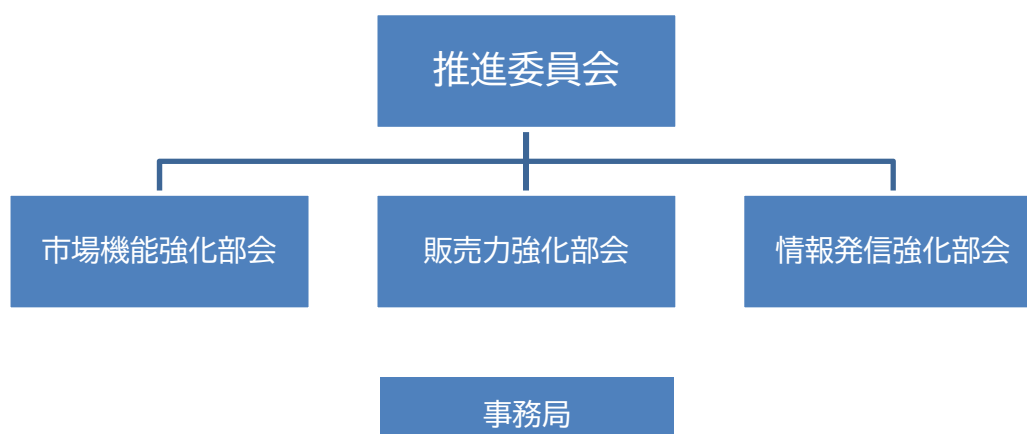 推進委員会
市場機能強化部会
販売力強化部会
情報発信強化部会
事務局